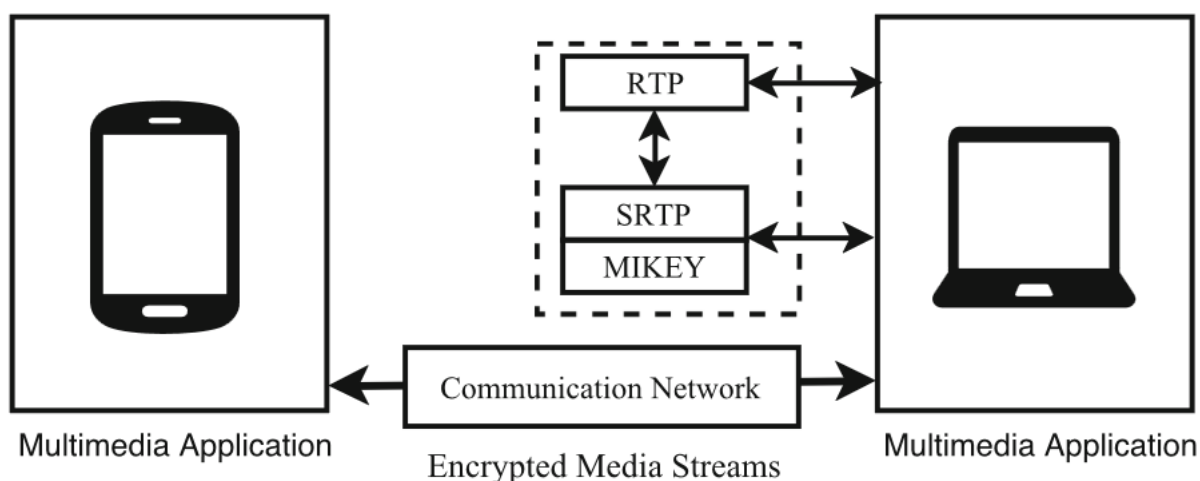 RTP
SRTP
MIKEY
Communication Network
Multimedia Application
Multimedia Application
Encrypted Media Streams